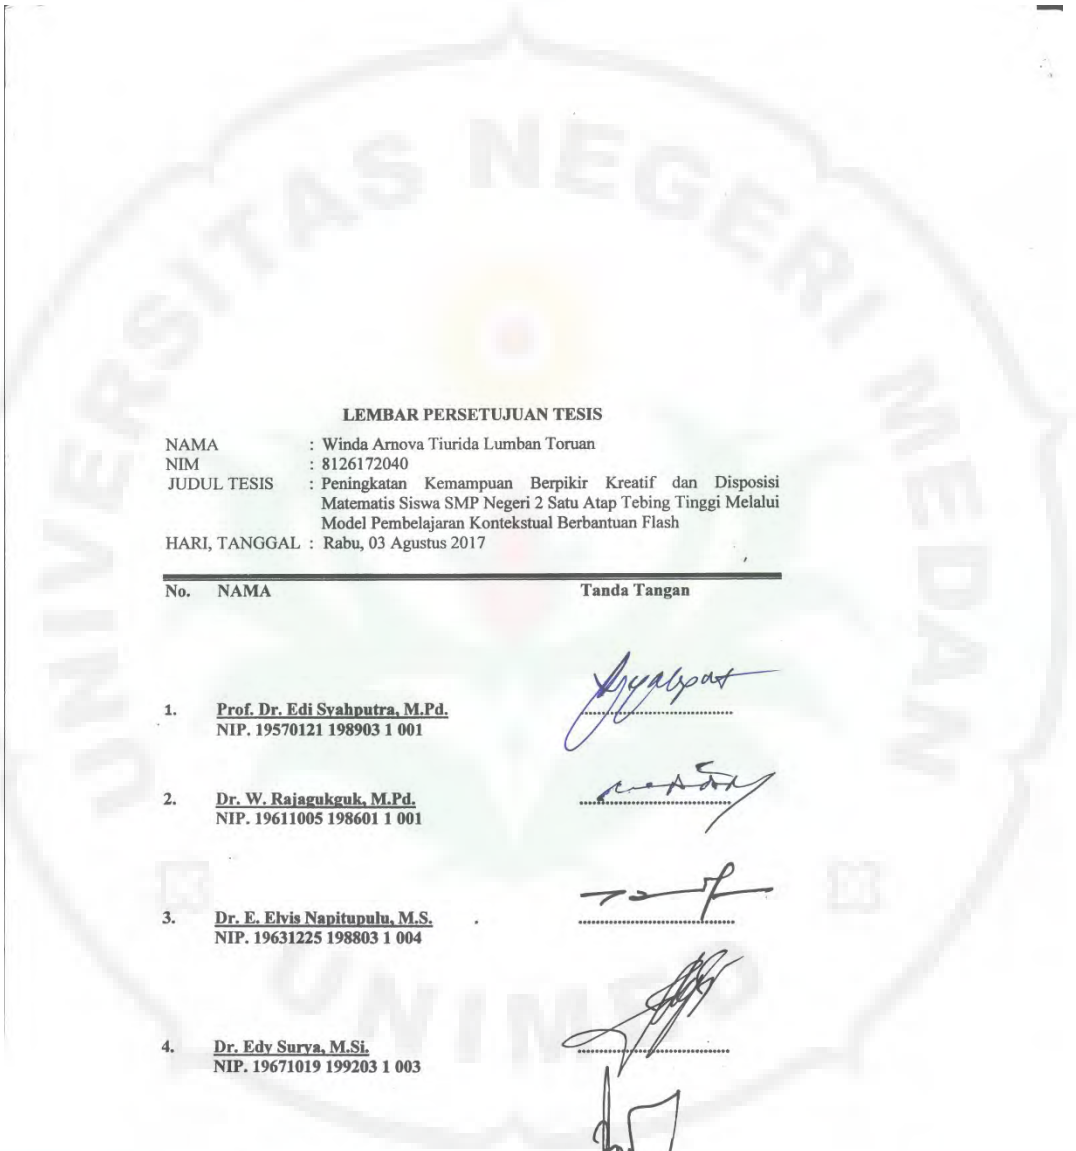 UNIVERSITAS NEGERI MEDAN
LEMBAR PERSETUJUAN TESIS
NAMA : Winda Arnova Tiurida Lumban Toruan
NIM : 8126172040
JUDUL TESIS : Peningkatan Kemampuan Berpikir Kreatif dan Disposisi
Matematis Siswa SMP Negeri 2 Satu Atap Tebing Tinggi Melalui
Model Pembelajaran Kontekstual Berbantuan Flash
HARI, TANGGAL : Rabu, 03 Agustus 2017
No. NAMA Tanda Tangan
1. Prof. Dr. Edi Syahputra, M.Pd.
NIP. 19570121 198903 1 001
2. Dr. W. Rajagukguk, M.Pd.
NIP. 19611005 198601 1 001
3. Dr. E. Elvis Napitupulu, M.S.
NIP. 19631225 198803 1 004
4. Dr. Edy Surya, M.Si.
NIP. 19671019 199203 1 003
UNIMED